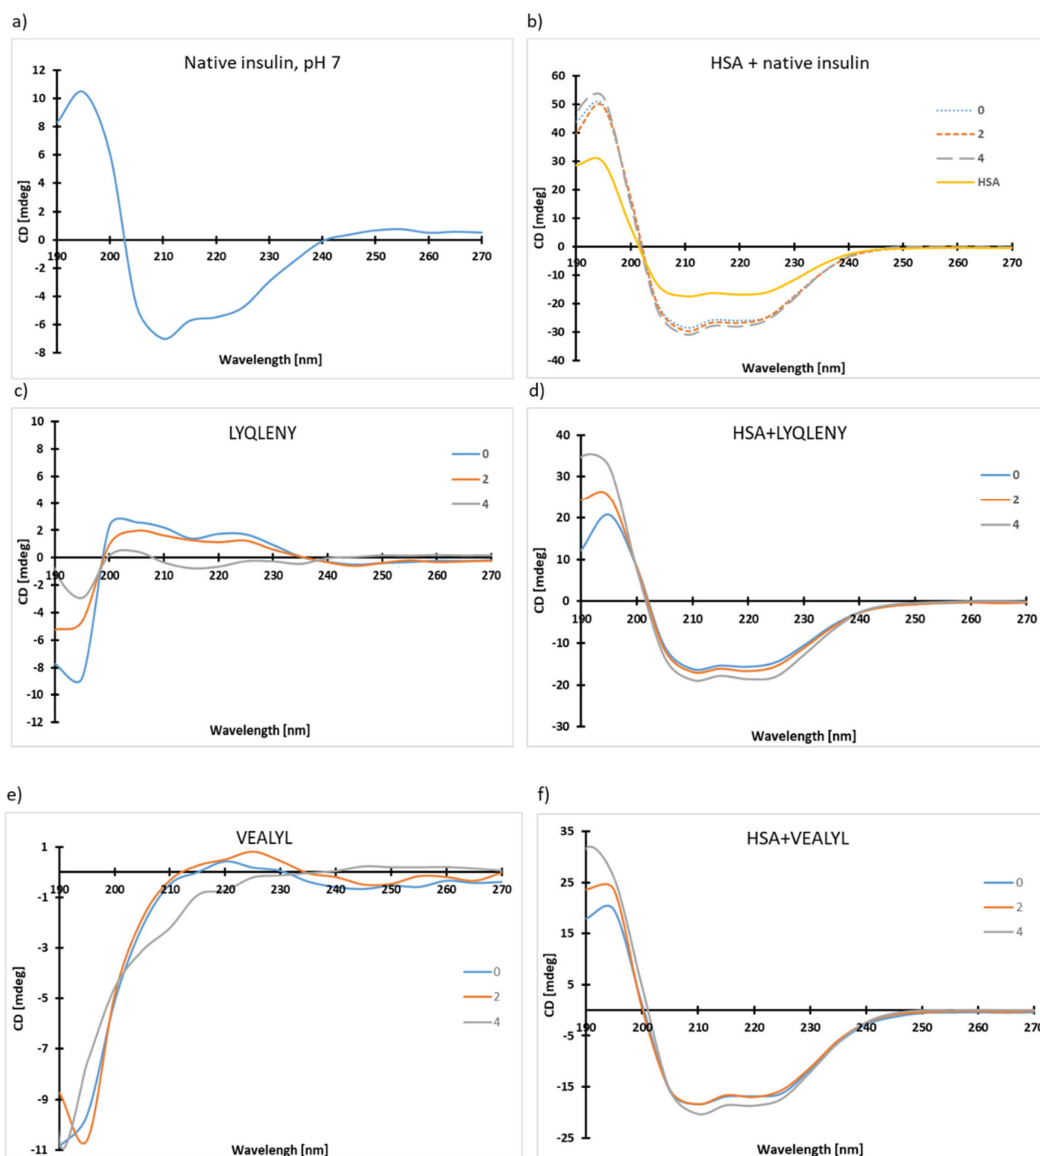 a)
Native insulin, pH 7
12
10
8
6
4
2
0
-2
-4
-6
-8
190 200 210 220 230 240 250 260 270
CD [mdeg]
Wavelength [nm]
b)
HSA + native insulin
60
50
40
30
20
10
0
-10
-20
-30
-40
190 200 210 220 230 240 250 260 270
CD [mdeg]
Wavelength [nm]
0
2
4
HSA
c)
LYQLENY
10
8
6
4
2
0
-2
-4
-6
-8
-10
-12
190 200 210 220 230 240 250 260 270
CD [mdeg]
Wavelength [nm]
0
2
4
d)
HSA+LYQLENY
40
30
20
10
0
-10
-20
-30
190 200 210 220 230 240 250 260 270
CD [mdeg]
Wavelength [nm]
0
2
4
e)
VEALYL
1
-1
-3
-5
-7
-9
-11
190 200 210 220 230 240 250 260 270
CD [mdeg]
Wavelength [nm]
0
2
4
f)
HSA+VEALYL
35
25
15
5
-5
-15
-25
190 200 210 220 230 240 250 260 270
CD [mdeg]
Wavelength [nm]
0
2
4